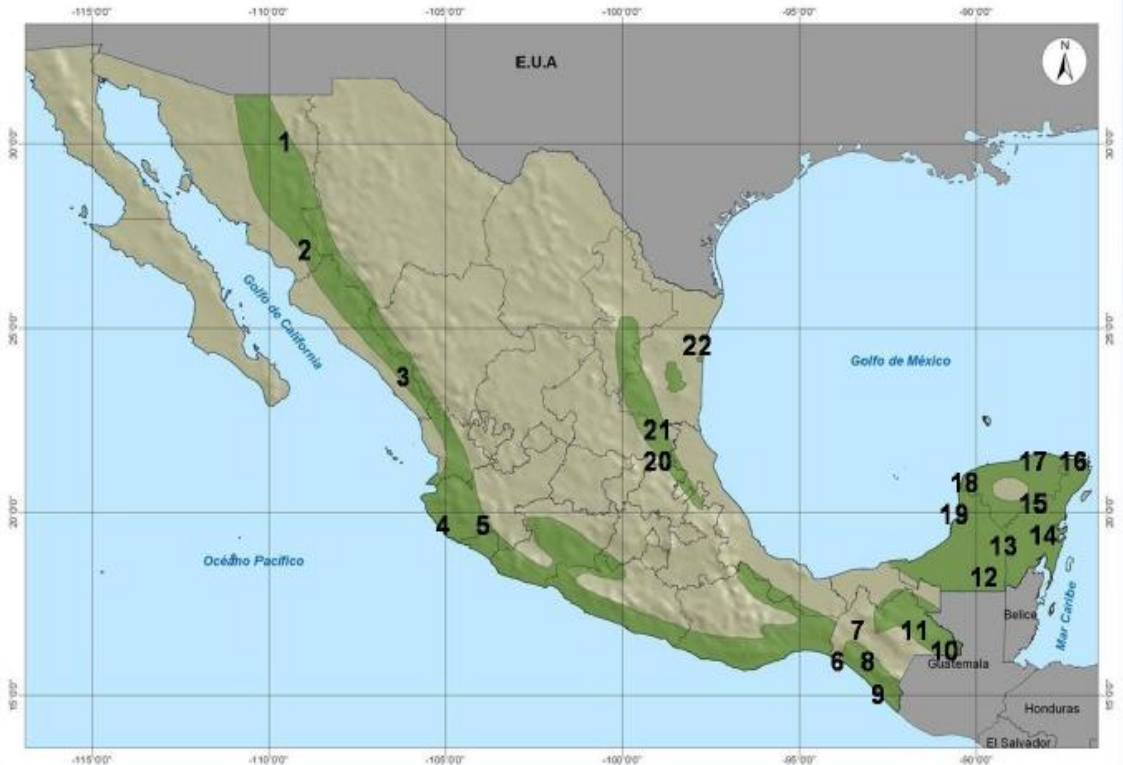 -115°0'0" -110°0'0" -105°0'0" -100°0'0" -95°0'0" -90°0'0"
N
E.U.A
30°0'0" 1 30°0'0"
2
Golfo de California
25°0'0" 22 25°0'0"
Golfo de México
3
21
20 17 16
18
15
20°0'0" 4 5 19 20°0'0"
14
13
Océano Pacífico
12
Mar Caribe
Belice
7 11
6 8 10
Guatemala
15°0'0" 9 15°0'0"
Honduras
El Salvador
-115°0'0" -110°0'0" -105°0'0" -100°0'0" -95°0'0" -90°0'0"